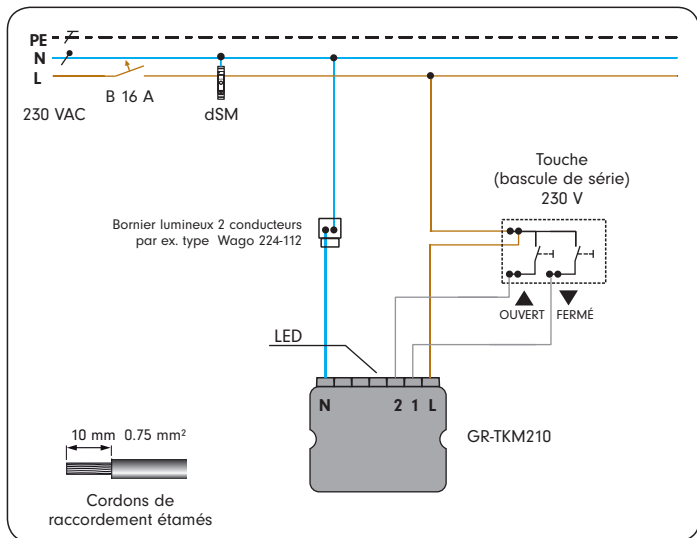 PE
N
L
B 16 A
230 VAC
dSM
Touche
(bascule de série)
230 V
Bornier lumineux 2 conducteurs
par ex. type Wago 224-112
OUVERT
FERMÉ
LED
N
2
1
L
GR-TKM210
10 mm 0.75 mm²
Cordons de
raccordement étamés